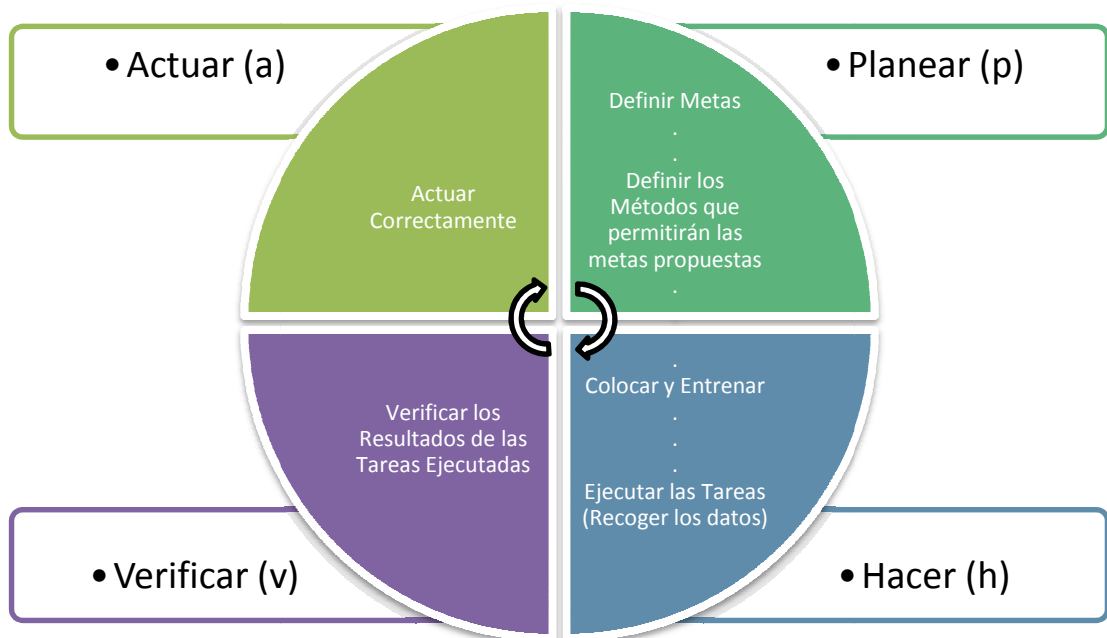 • Actuar (a)
• Planear (p)
Actuar
Correctamente
Definir Metas
.
.
Definir los
Métodos que
permitirán las
metas propuestas
.
Verificar los
Resultados de las
Tareas Ejecutadas
.
Colocar y Entrenar
.
.
.
Ejecutar las Tareas
(Recoger los datos)
• Verificar (v)
• Hacer (h)